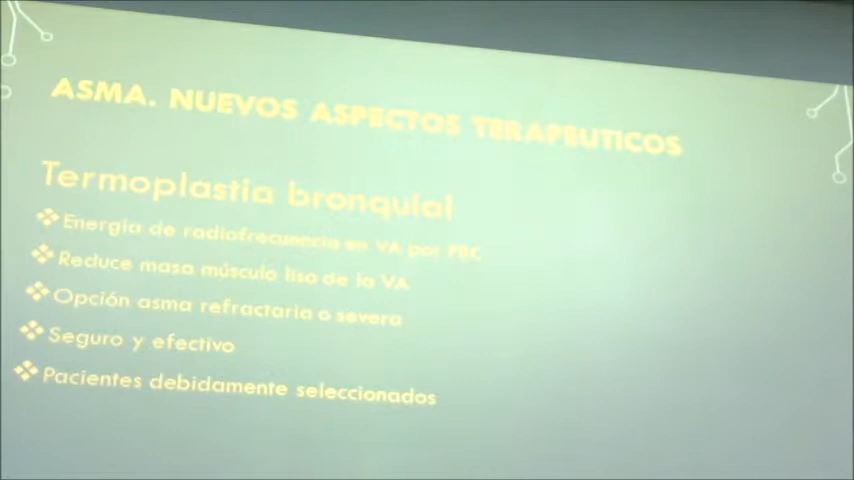 ASMA. NUEVOS ASPECTOS TERAPEUTICOS
Termoplastia bronquial
Energía de radiofrecuencia en VA por FBC
Reduce masa músculo liso de la VA
Opción asma refractaria o severa
Seguro y efectivo
Pacientes debidamente seleccionados